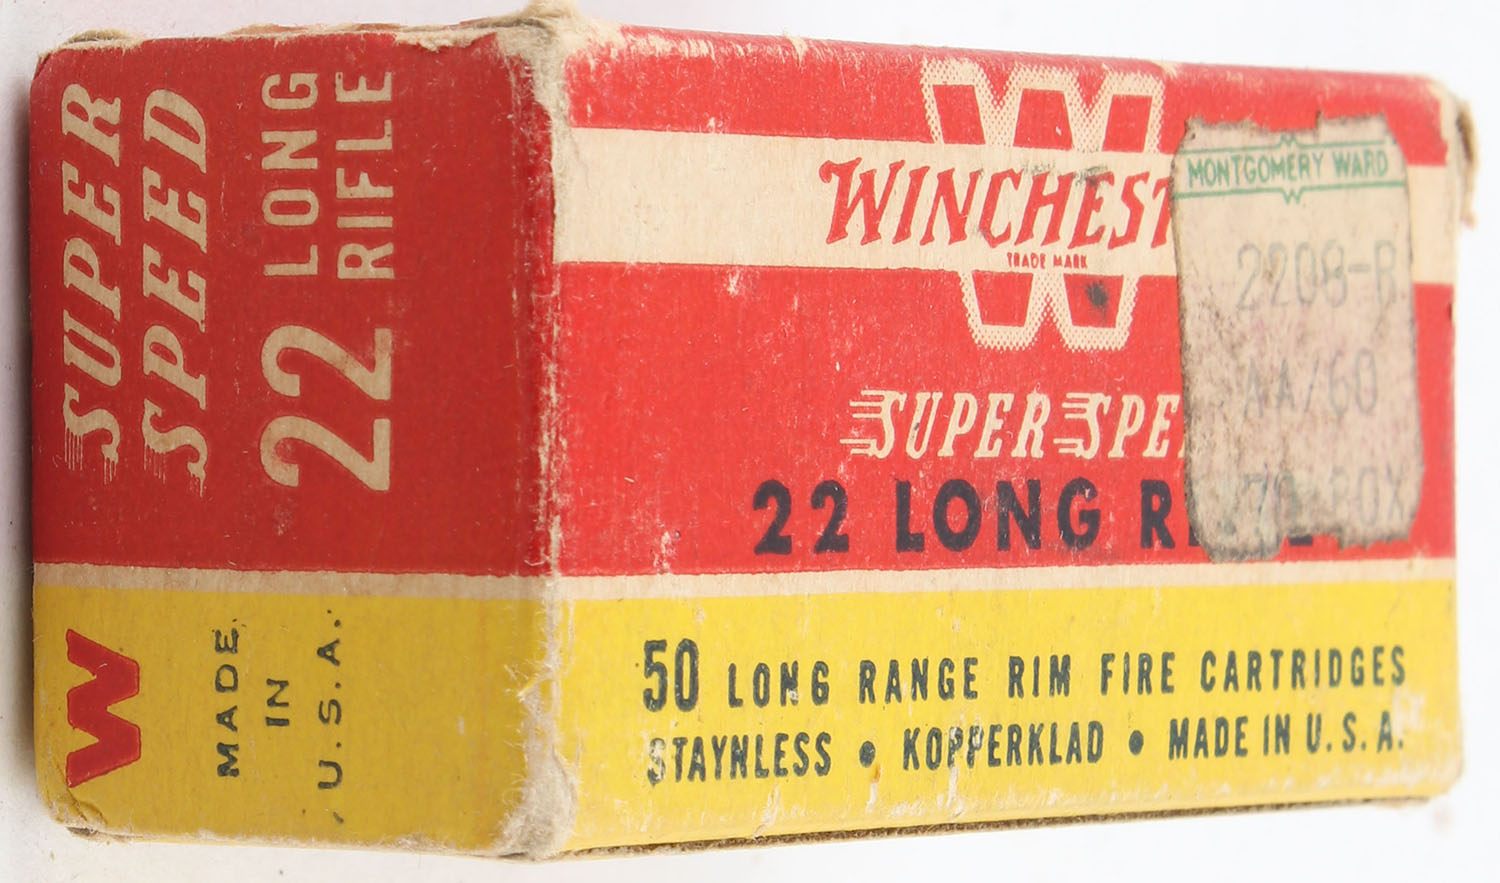 SUPER
SPEED
22 LONG
RIFLE
W
MADE
IN
U.S.A.
W
WINCHEST
TRADE MARK
SUPER-SPE
22 LONG R
50 LONG RANGE RIM FIRE CARTRIDGES
STAYNLESS • KOPPERKLAD • MADE IN U.S.A.
MONTGOMERY WARD
2208-R
AA/60
BOX